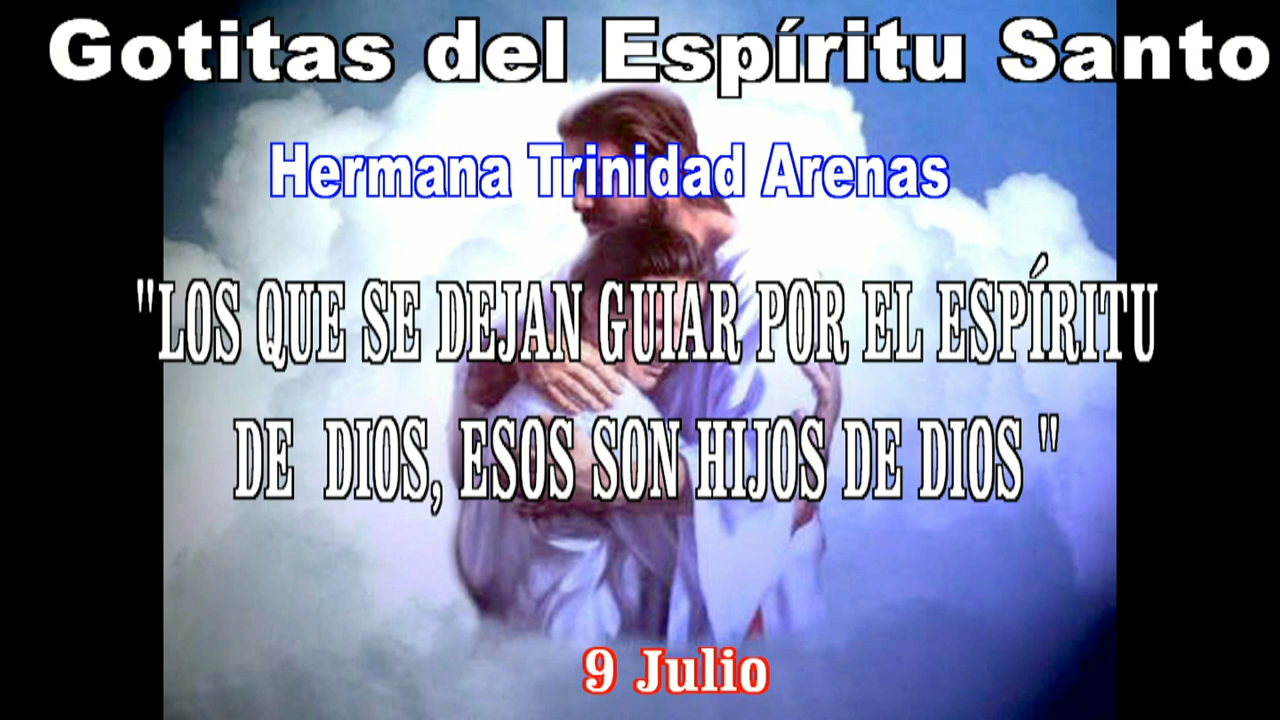 Gotitas del Espíritu Santo
Hermana Trinidad Arenas
"LOS QUE SE DEJAN GUIAR POR EL ESPÍRITU
DE DIOS, ESOS SON HIJOS DE DIOS "
9 Julio